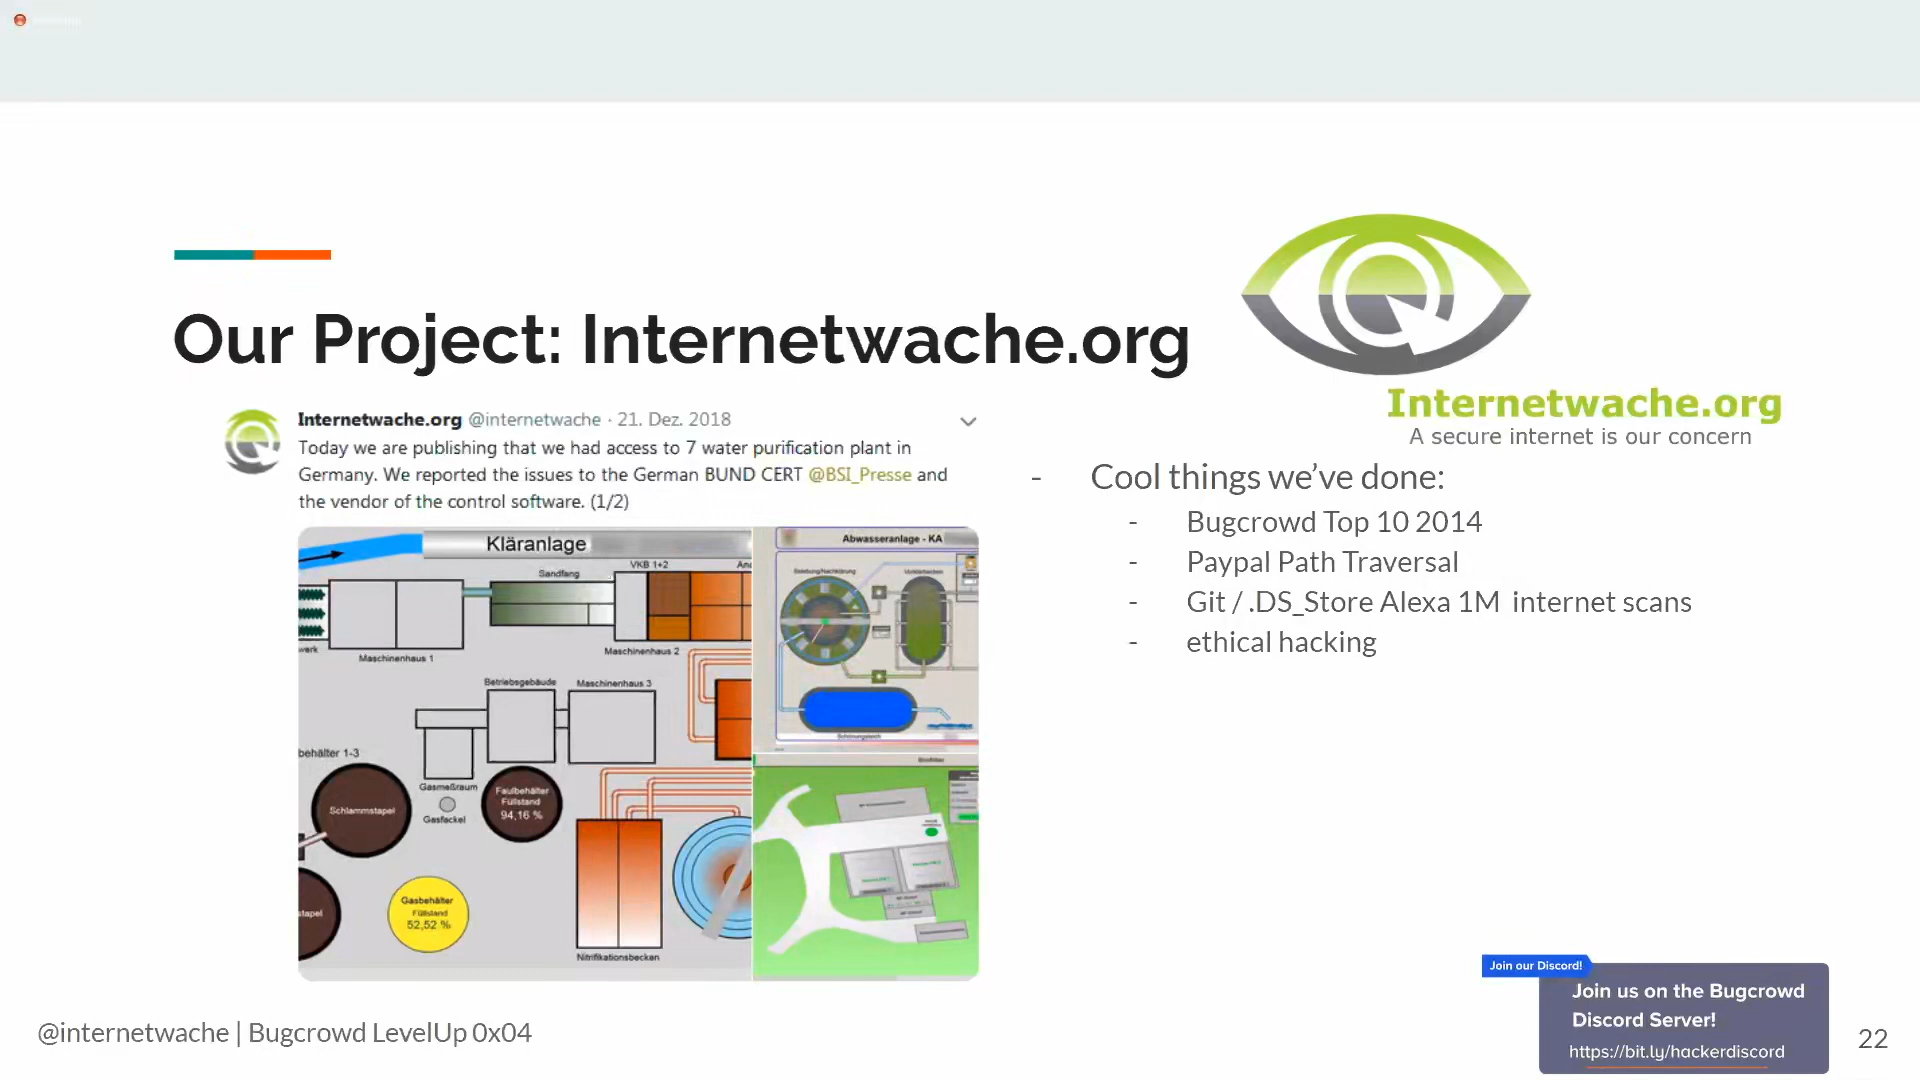 Our Project: Internetwache.org
Internetwache.org
A secure internet is our concern
Internetwache.org @internetwache · 21. Dez. 2018
Today we are publishing that we had access to 7 water purification plant in
Germany. We reported the issues to the German BUND CERT @BSI_Presse and
the vendor of the control software. (1/2)
Kläranlage
Sandfang
VKB 1+2
werk
Maschinenhaus 1
Maschinenhaus 2
Betriebsgebäude
Maschinenhaus 3
behälter 1-3
Schlammstapel
Gasmeßraum
Gasfackel
Faulbehälter
Füllstand
94,16 %
stapel
Gasbehälter
Füllstand
52,52 %
Nitrifikationsbecken
Abwasseranlage - KA
- Cool things we've done:
- Bugcrowd Top 10 2014
- Paypal Path Traversal
- Git / .DS_Store Alexa 1M internet scans
- ethical hacking
Join our Discord!
Join us on the Bugcrowd
Discord Server!
https://bit.ly/hackerdiscord
@internetwache | Bugcrowd LevelUp 0x04
22